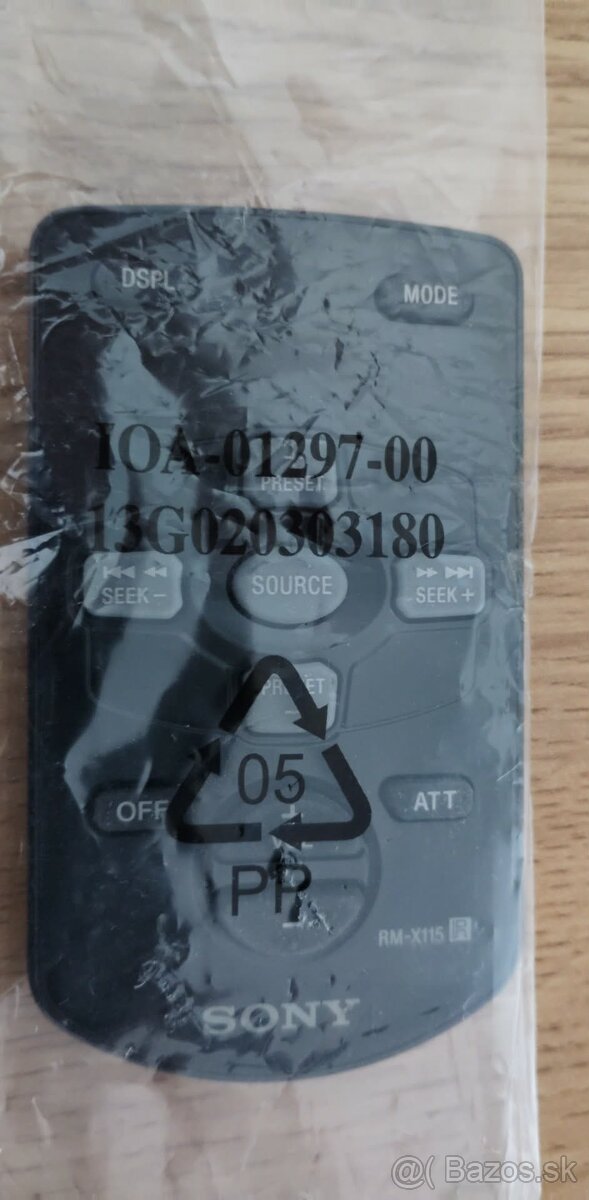 DSPL
MODE
IOA-01297-00
PRESET
13G020303180
SEEK −
SOURCE
SEEK +
PRESET
05
OFF
ATT
PP
RM-X115
SONY
@( Bazos.sk